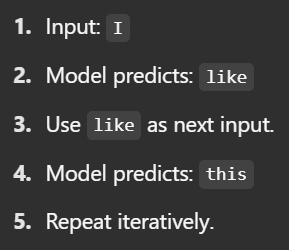 1. Input: I
2. Model predicts: like
3. Use like as next input.
4. Model predicts: this
5. Repeat iteratively.